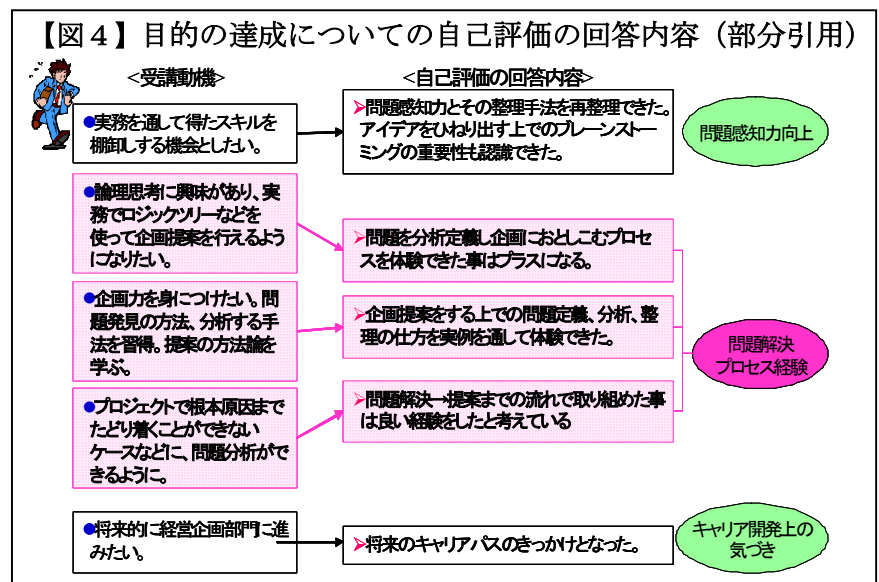 【図４】目的の達成についての自己評価の回答内容（部分引用）
<受講動機>
<自己評価の回答内容>
●実務を通して得たスキルを
棚卸しする機会としたい。
➢問題感知力とその整理手法を再整理できた。
アイデアをひねり出す上でのブレーンストー
ミングの重要性も認識できた。
問題感知力向上
●論理思考に興味があり、実
務でロジックツリーなどを
使って企画提案を行えるよう
になりたい。
➢問題を分析定義し企画におとしこむプロセ
スを体験できた事はプラスになる。
●企画力を身につけたい。問
題発見の方法、分析する手
法を習得。提案の方法論を
学ぶ。
➢企画提案をする上での問題定義、分析、整
理の仕方を実例を通して体験できた。
問題解決
プロセス経験
●プロジェクトで根本原因まで
たどり着くことができない
ケースなどに、問題分析がで
きるように。
➢問題解決→提案までの流れで取り組めた事
は良い経験をしたと考えている
●将来的に経営企画部門に進
みたい。
➢将来のキャリアパスのきっかけとなった。
キャリア開発上の
気づき